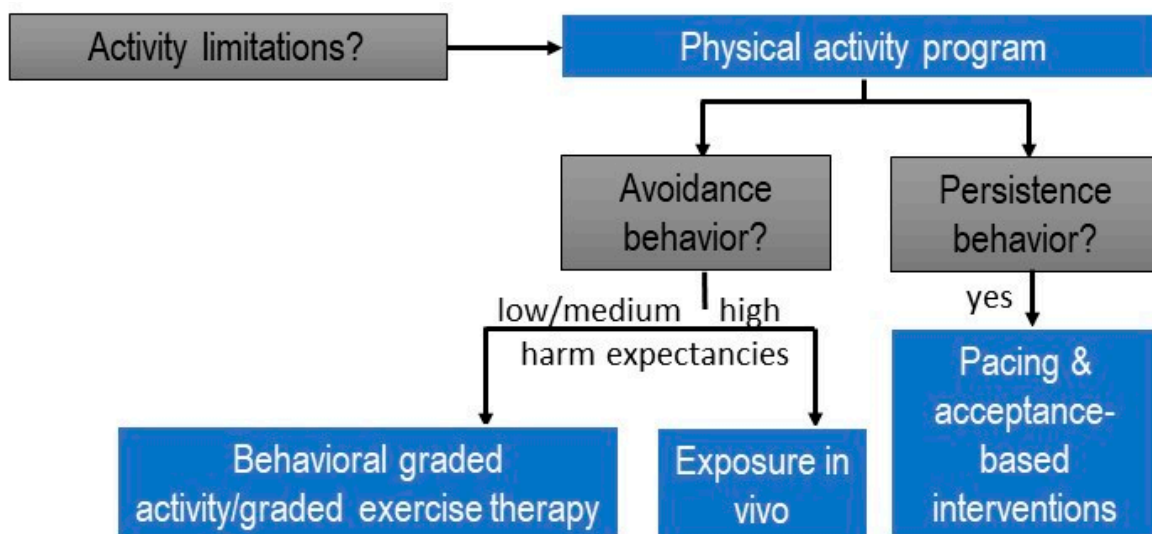 Activity limitations?
Physical activity program
Avoidance
behavior?
Persistence
behavior?
low/medium high
harm expectancies
yes
Behavioral graded
activity/graded exercise therapy
Exposure in
vivo
Pacing &
acceptance-
based
interventions